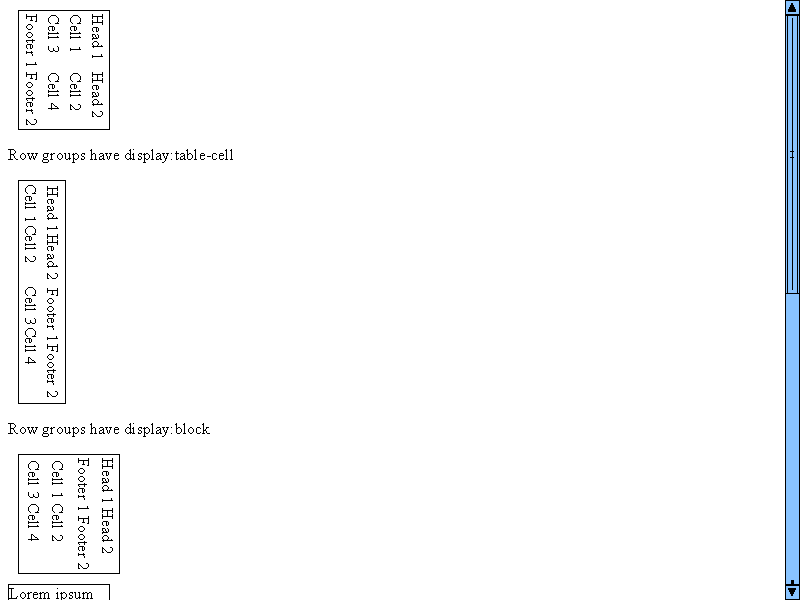 Head 1 Head 2
Cell 1 Cell 2
Cell 3 Cell 4
Footer 1 Footer 2
Row groups have display:table-cell
Head 1 Head 2 Footer 1 Footer 2
Cell 1 Cell 2 Cell 3 Cell 4
Row groups have display:block
Head 1 Head 2
Footer 1 Footer 2
Cell 1 Cell 2
Cell 3 Cell 4
Lorem ipsum